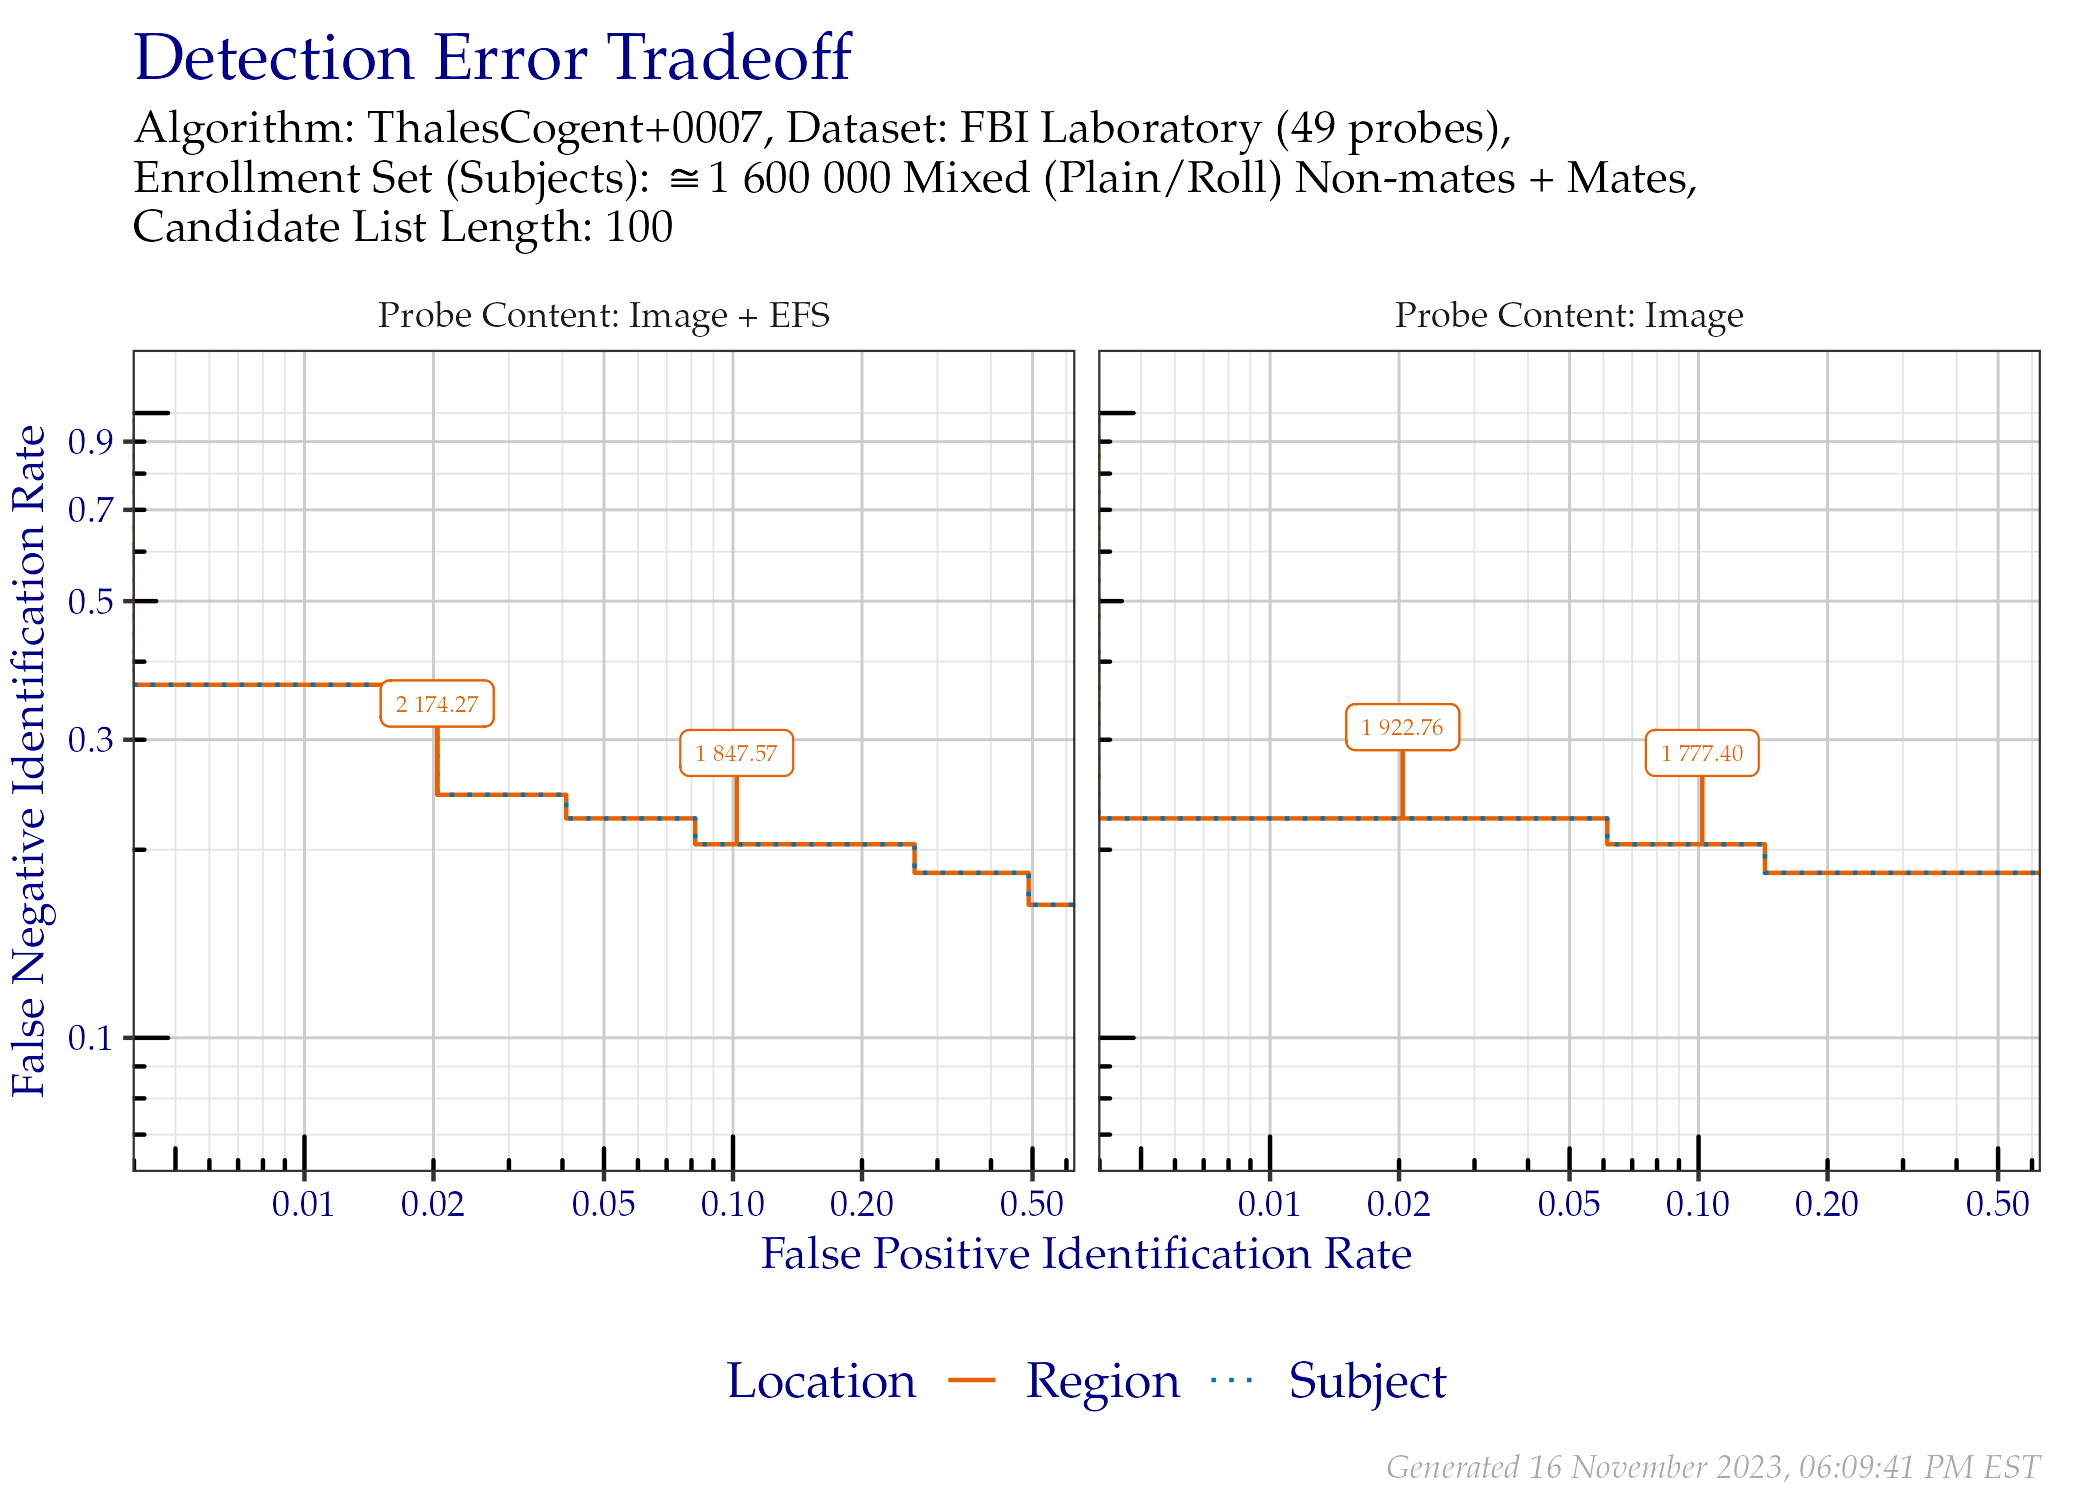 Detection Error Tradeoff
Algorithm: ThalesCogent+0007, Dataset: FBI Laboratory (49 probes),
Enrollment Set (Subjects): ≅1 600 000 Mixed (Plain/Roll) Non-mates + Mates,
Candidate List Length: 100
Probe Content: Image + EFS
Probe Content: Image
False Negative Identification Rate
0.9
0.7
0.5
0.3
0.1
2 174.27
1 847.57
1 922.76
1 777.40
0.01 0.02 0.05 0.10 0.20 0.50
0.01 0.02 0.05 0.10 0.20 0.50
False Positive Identification Rate
Location Region Subject
Generated 16 November 2023, 06:09:41 PM EST